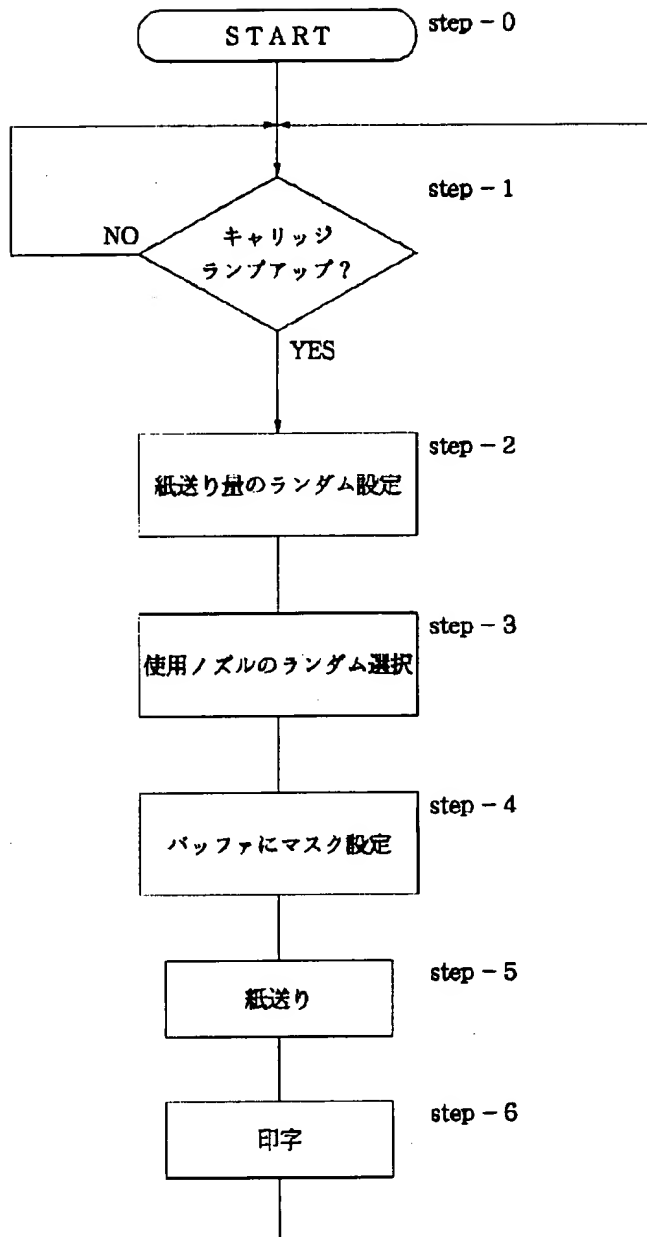 START
step-0
step-1
キャリッジ
ランプアップ？
NO
YES
step-2
紙送り量のランダム設定
step-3
使用ノズルのランダム選択
step-4
バッファにマスク設定
step-5
紙送り
step-6
印字